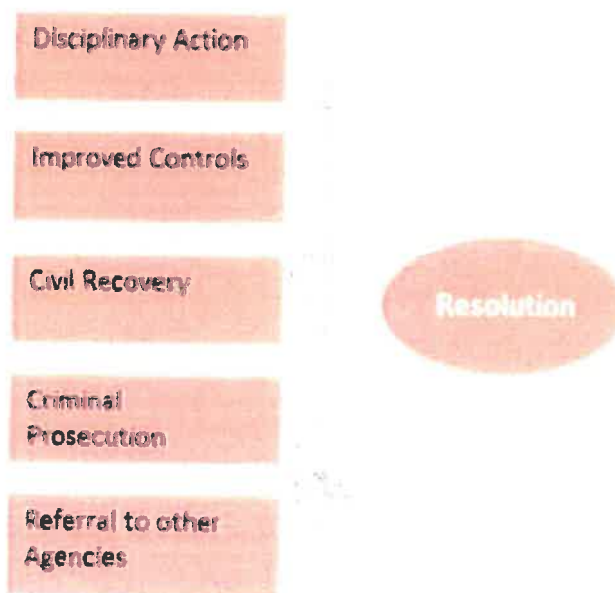 Disciplinary Action
Improved Controls
Civil Recovery
Resolution
Criminal
Prosecution
Referral to other
Agencies